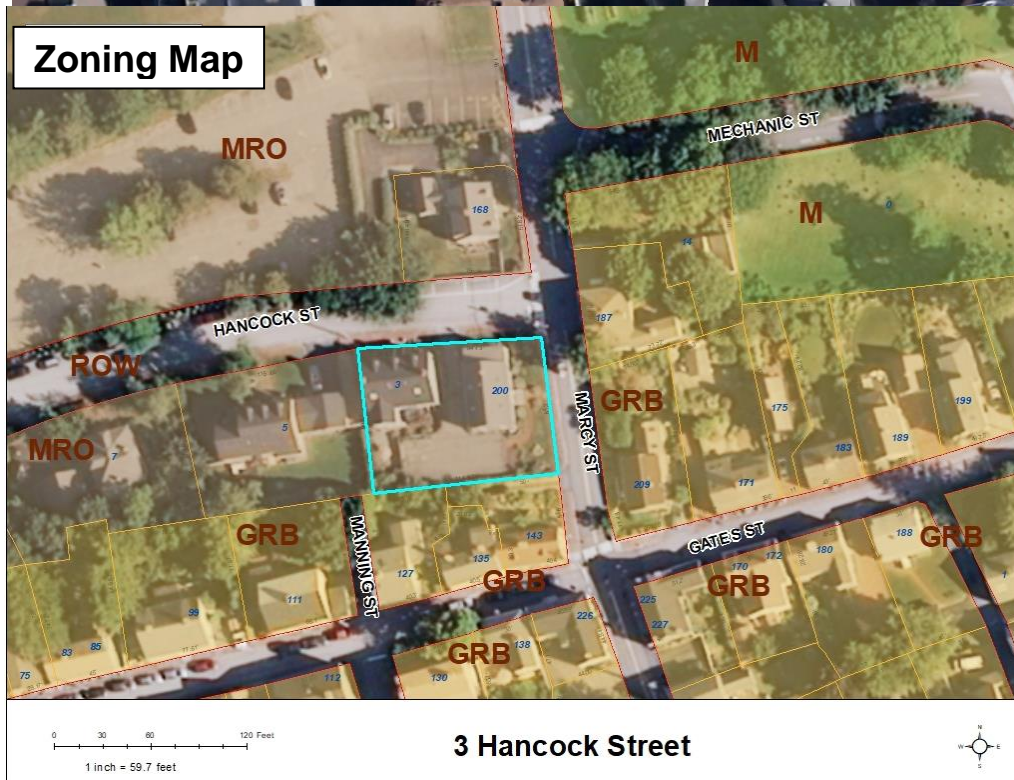 Zoning Map
M
MECHANIC ST
MRO
168
M
0
14
HANCOCK ST
187
ROW
3
200
MARCY ST
GRB
175
199
5
189
MRO
7
183
209
171
GRB
MANNING ST
143
135
GATES ST
188
GRB
127
GRB
172
180
170
GRB
1
111
99
225
226
227
85
83
GRB
138
75
112
130
0 30 60 120 Feet
1 inch = 59.7 feet
3 Hancock Street
N
W E
S